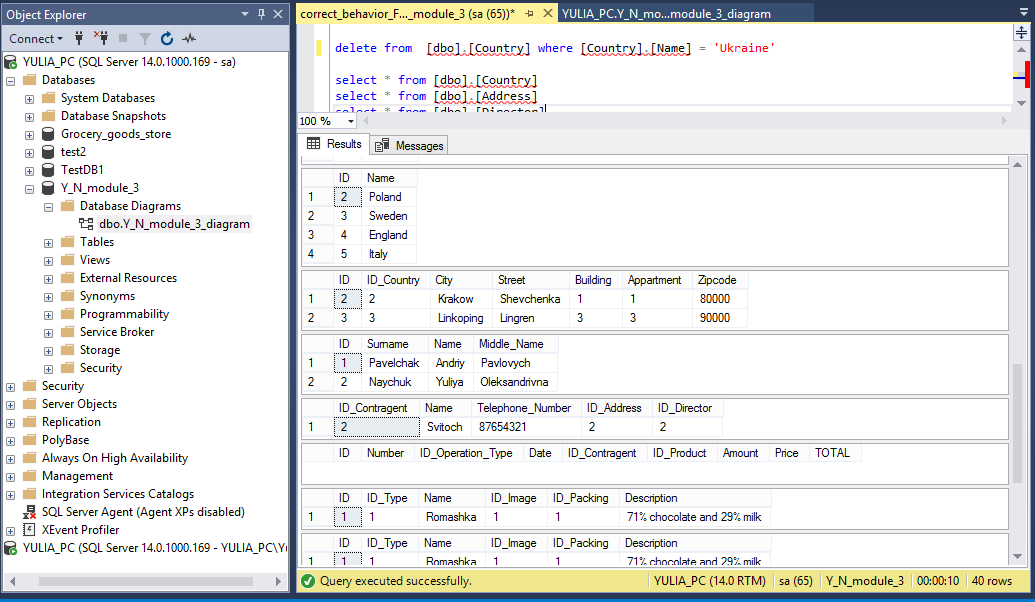 Object Explorer
Connect
YULIA_PC (SQL Server 14.0.1000.169 - sa)
Databases
System Databases
Database Snapshots
Grocery_goods_store
test2
TestDB1
Y_N_module_3
Database Diagrams
dbo.Y_N_module_3_diagram
Tables
Views
External Resources
Synonyms
Programmability
Service Broker
Storage
Security
Security
Server Objects
Replication
PolyBase
Always On High Availability
Management
Integration Services Catalogs
SQL Server Agent (Agent XPs disabled)
XEvent Profiler
YULIA_PC (SQL Server 14.0.1000.169 - YULIA_PC\Yu
correct_behavior_F..._module_3 (sa (65))* YULIA_PC.Y_N_mo...module_3_diagram
delete from [dbo].[Country] where [Country].[Name] = 'Ukraine'
select * from [dbo].[Country]
select * from [dbo].[Address]
select * from [dbo].[Director]
100 %
Results Messages
ID Name
1 2 Poland
2 3 Sweden
3 4 England
4 5 Italy
ID ID_Country City Street Building Appartment Zipcode
1 2 2 Krakow Shevchenka 1 1 80000
2 3 3 Linkoping Lingren 3 3 90000
ID Surname Name Middle_Name
1 1 Pavelchak Andriy Pavlovych
2 2 Naychuk Yuliya Oleksandrivna
ID_Contragent Name Telephone_Number ID_Address ID_Director
1 2 Svitoch 87654321 2 2
ID Number ID_Operation_Type Date ID_Contragent ID_Product Amount Price TOTAL
ID ID_Type Name ID_Image ID_Packing Description
1 1 1 Romashka 1 1 71% chocolate and 29% milk
ID ID_Type Name ID_Image ID_Packing Description
1 1 1 Romashka 1 1 71% chocolate and 29% milk
Query executed successfully. YULIA_PC (14.0 RTM) sa (65) Y_N_module_3 00:00:10 40 rows